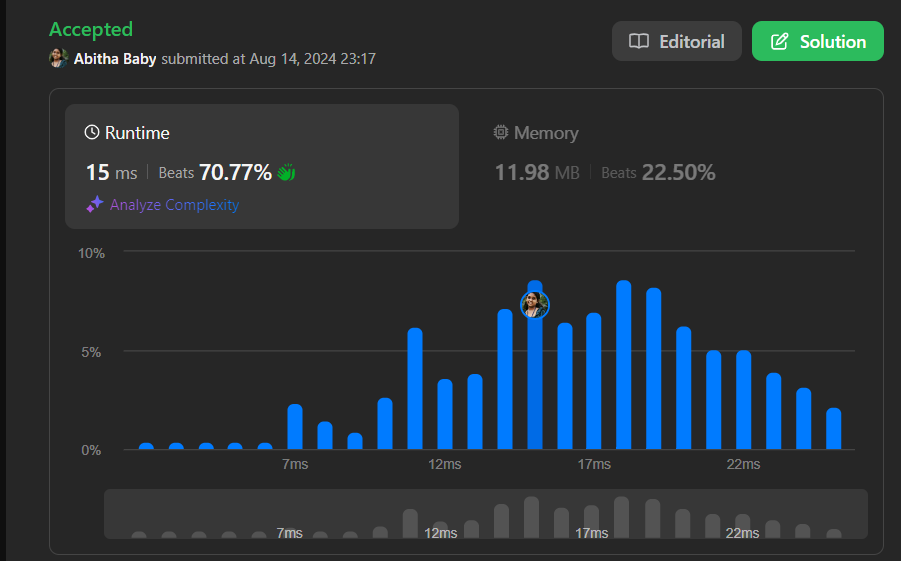 Accepted
Abitha Baby submitted at Aug 14, 2024 23:17
Editorial
Solution
Runtime
15 ms | Beats 70.77%
Analyze Complexity
Memory
11.98 MB | Beats 22.50%
10%
5%
0%
7ms 12ms 17ms 22ms
7ms 12ms 17ms 22ms